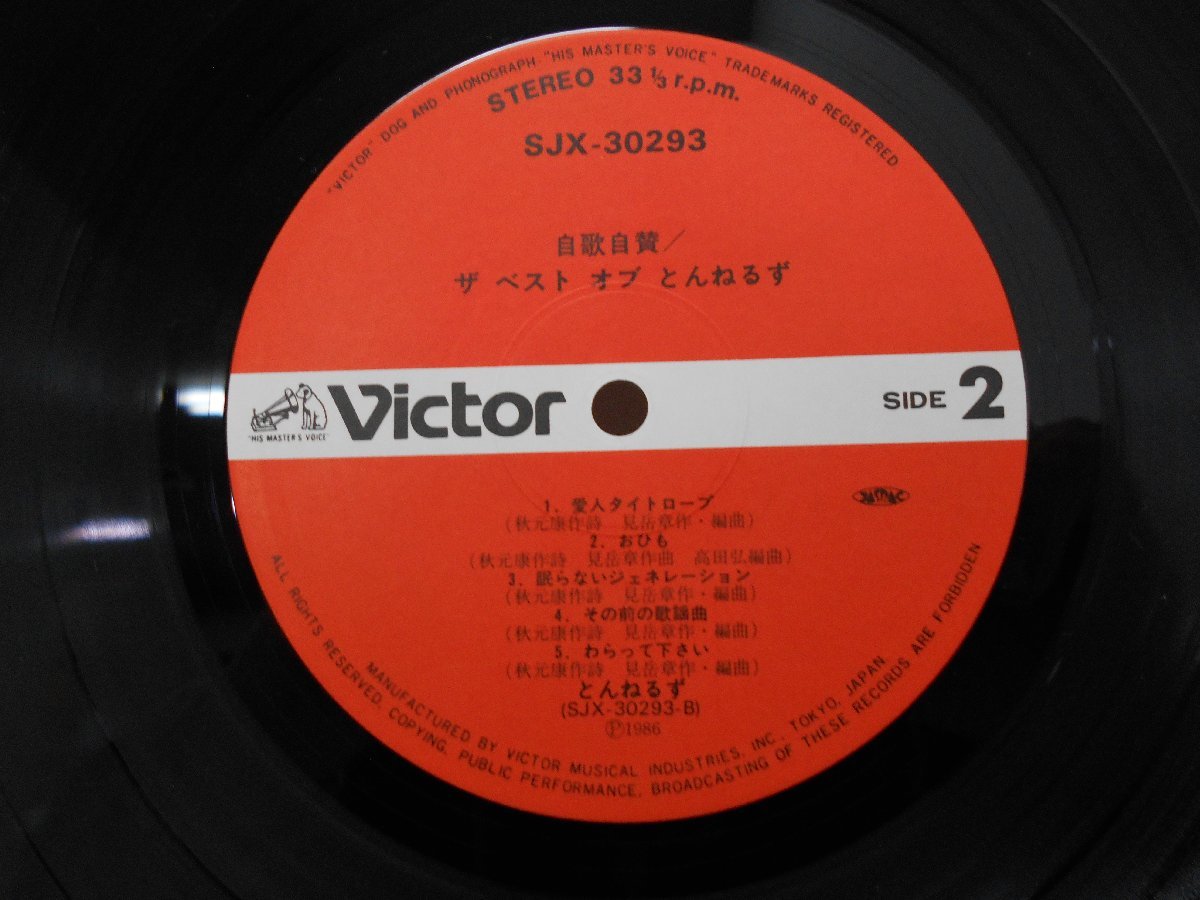 "VICTOR" DOG AND PHONOGRAPH-"HIS MASTER'S VOICE" TRADEMARKS REGISTERED
STEREO 33 1/3 r.p.m.
SJX-30293
自歌自賛/
ザ ベスト オブ とんねるず
Victor
"HIS MASTER'S VOICE"
SIDE 2
1. 愛人タイトロープ
(秋元康作詩 見岳章作・編曲)
2. おひも
(秋元康作詩 見岳章作曲 高田弘編曲)
3. 眠らないジェネレーション
(秋元康作詩 見岳章作・編曲)
4. その前の歌謡曲
(秋元康作詩 見岳章作・編曲)
5. わらって下さい
(秋元康作詩 見岳章作・編曲)
とんねるず
(SJX-30293-B)
Ⓟ1986
MANUFACTURED BY VICTOR MUSICAL INDUSTRIES, INC., TOKYO, JAPAN
ALL RIGHTS RESERVED. COPYING, PUBLIC PERFORMANCE, BROADCASTING OF THESE RECORDS ARE FORBIDDEN